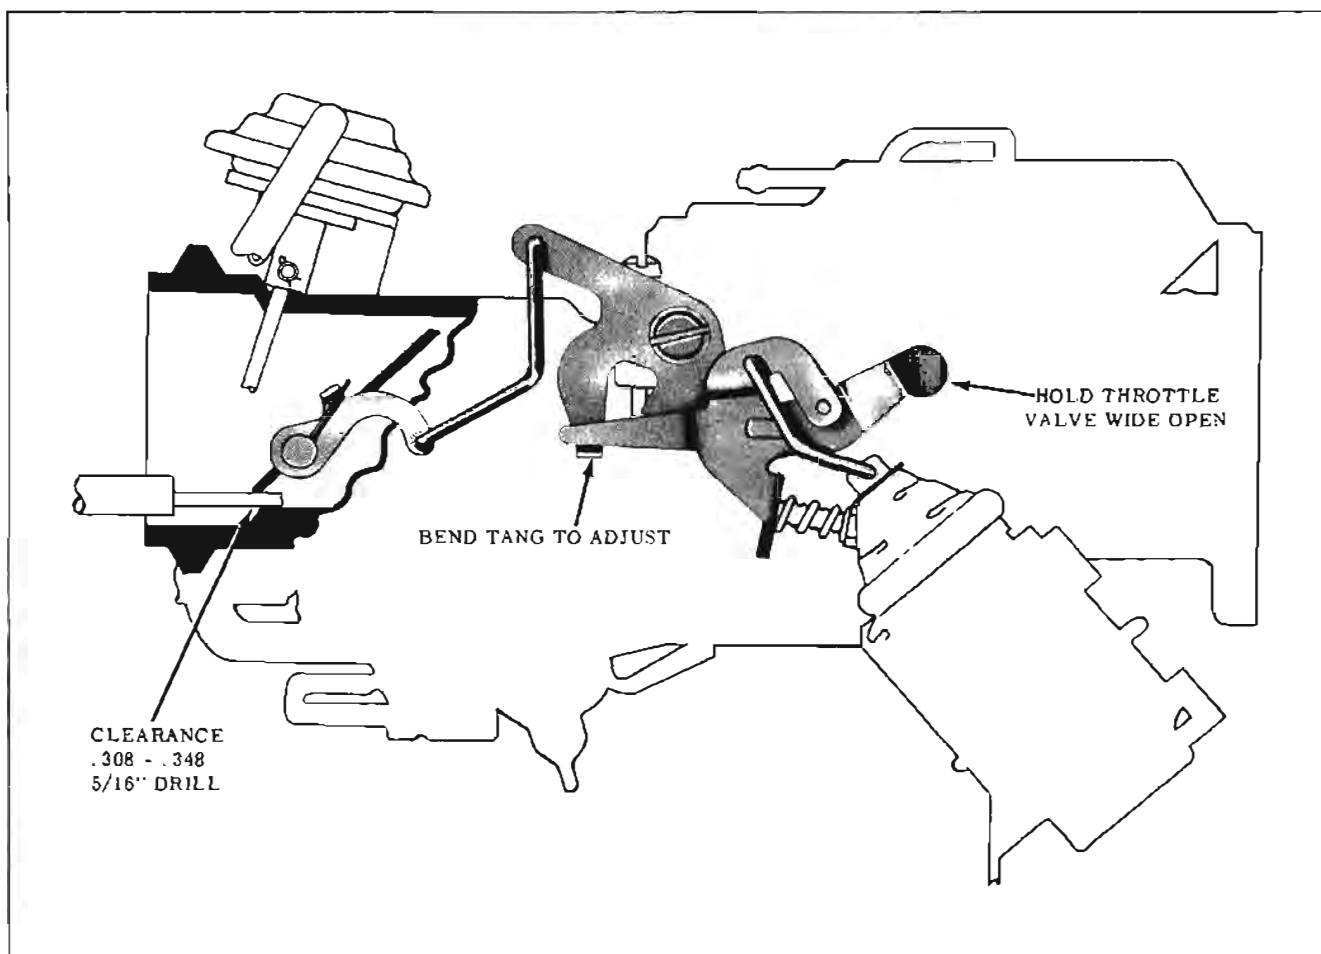 HOLD THROTTLE
VALVE WIDE OPEN
BEND TANG TO ADJUST
CLEARANCE
.308 - .348
5/16" DRILL